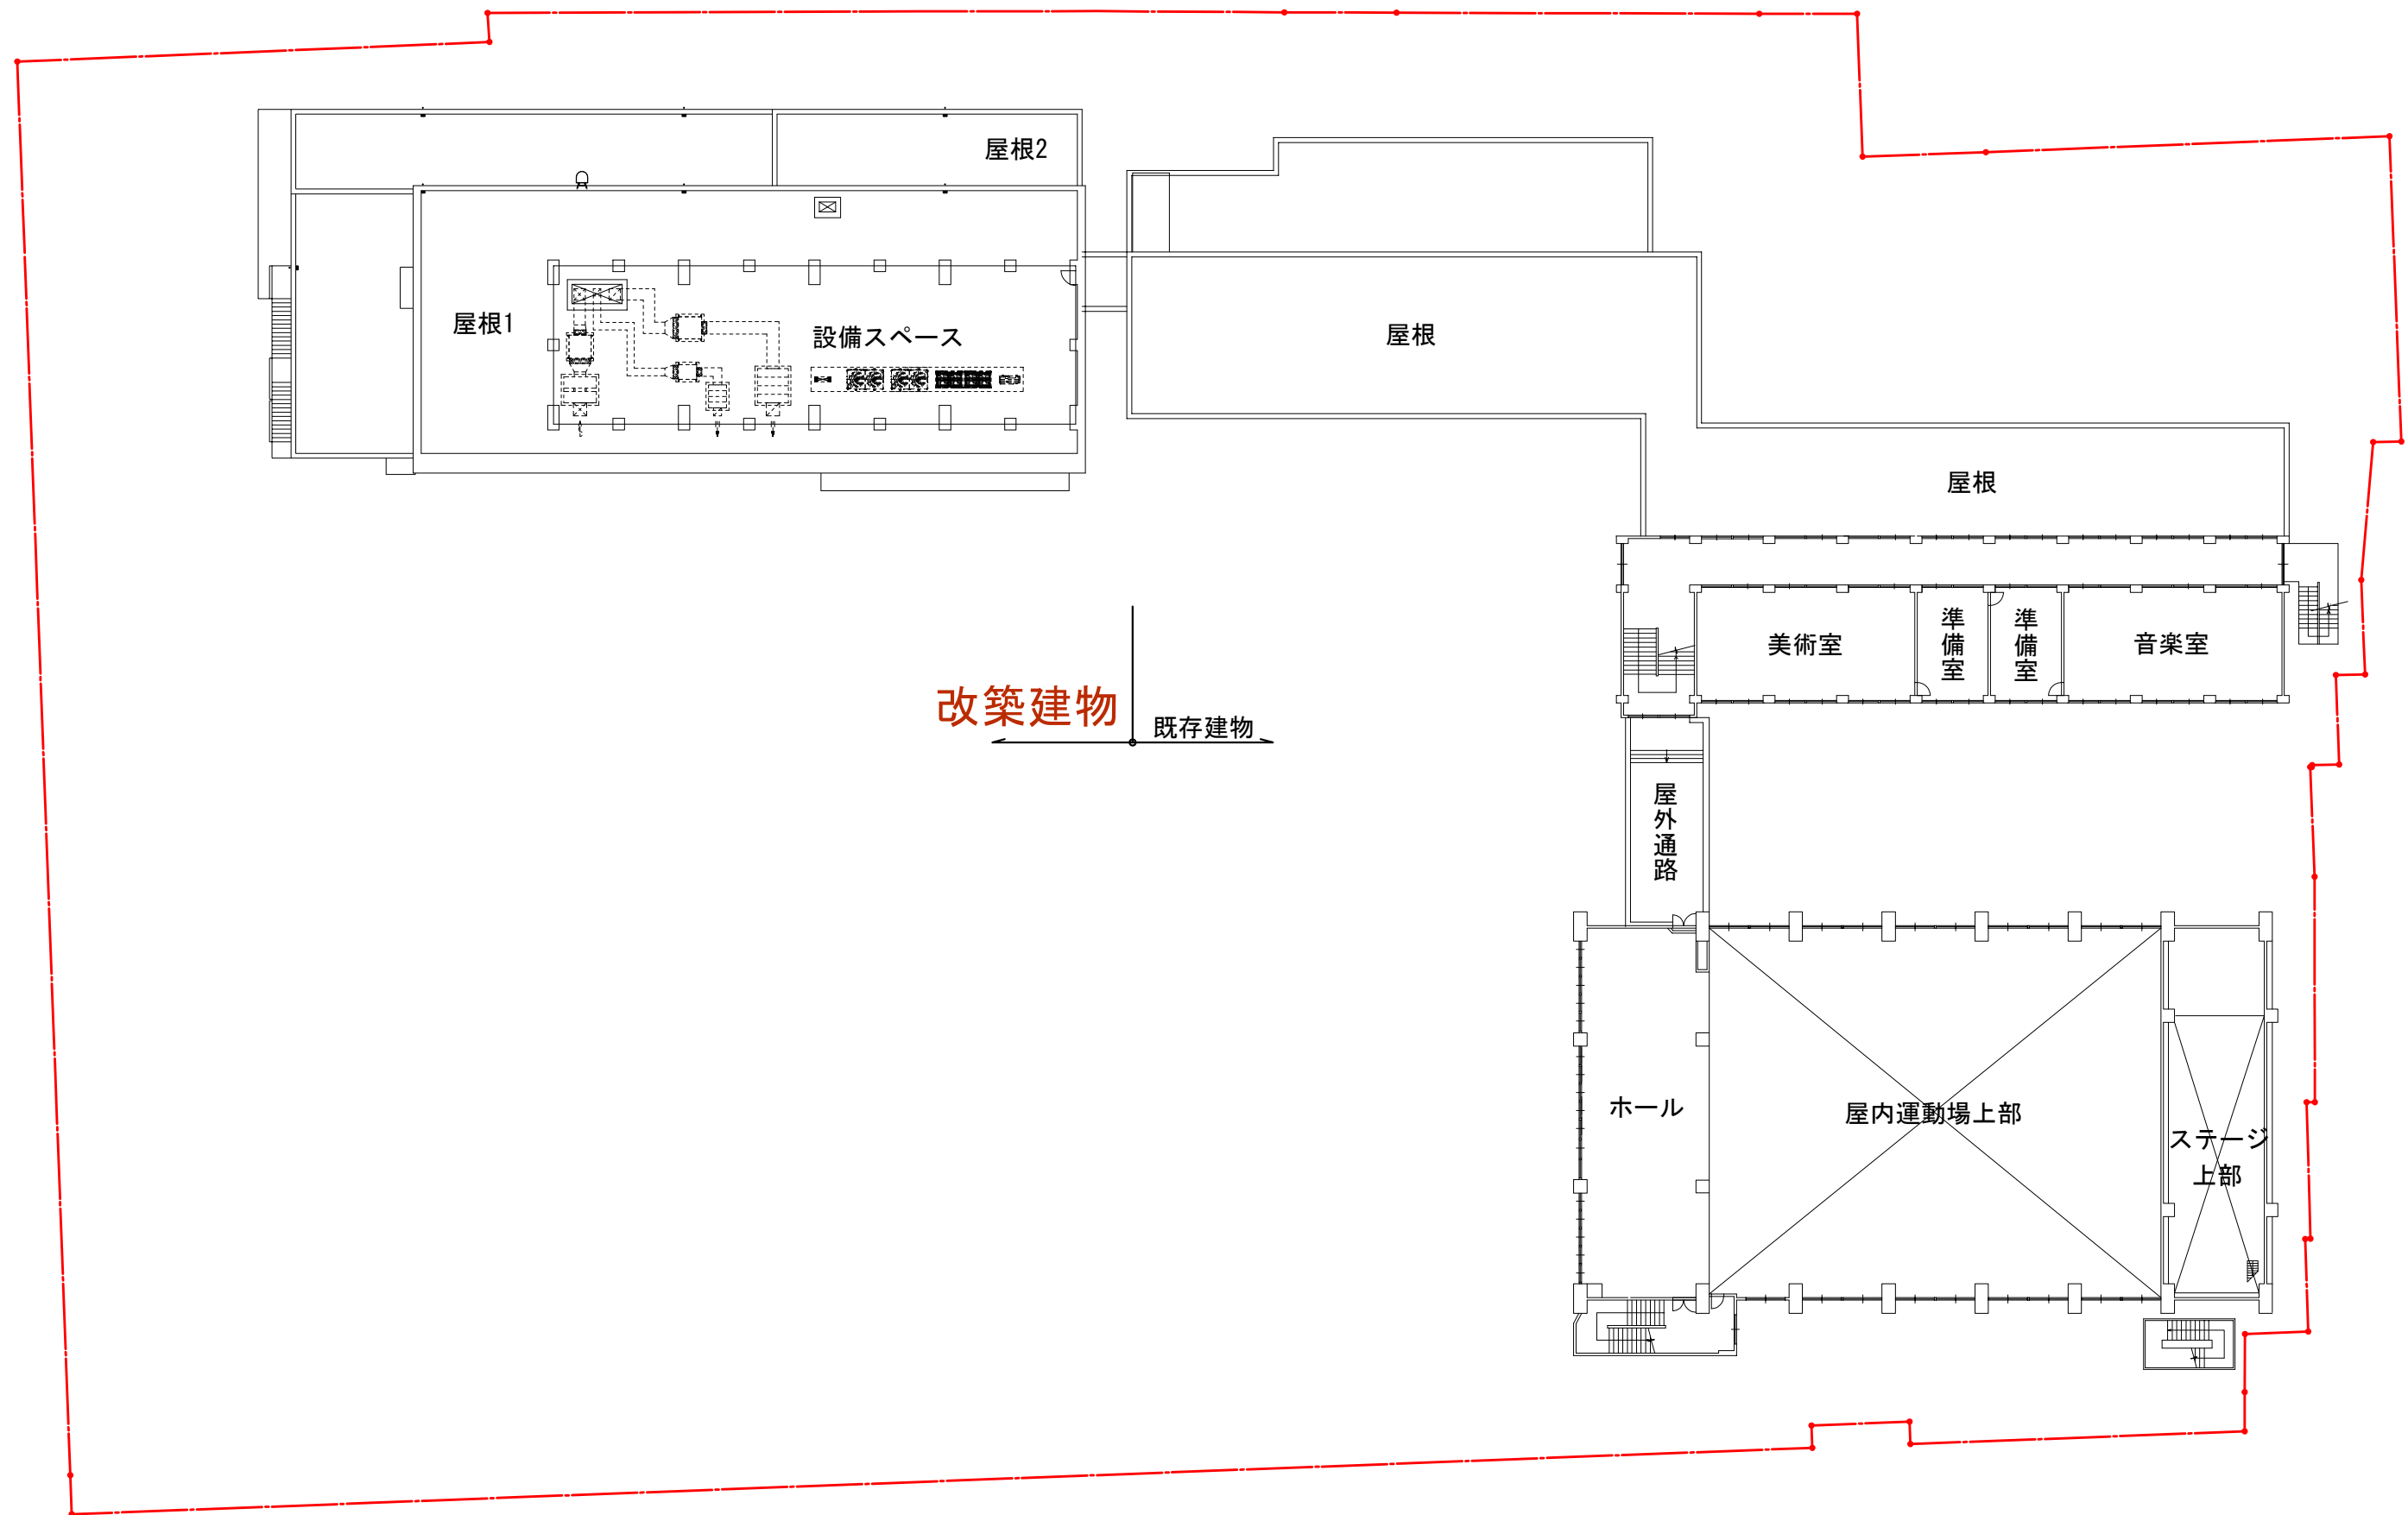 屋根2
屋根1
設備スペース
屋根
屋根
美術室
準備室
準備室
音楽室
改築建物
既存建物
屋外通路
ホール
屋内運動場上部
ステージ
上部